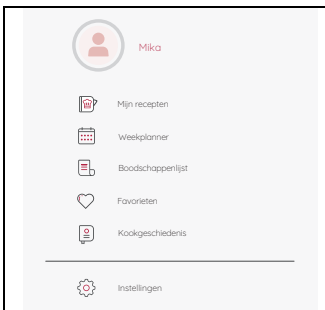 Mika
Mijn recepten
Weekplanner
Boodschappenlijst
Favorieten
Kookgeschiedenis
Instellingen